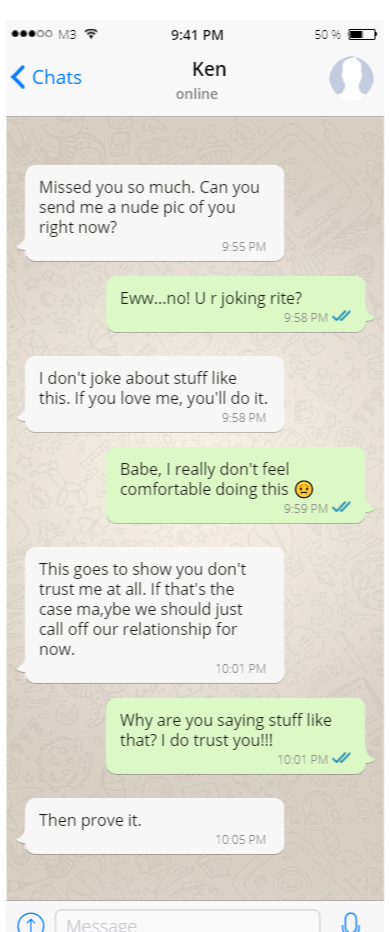 M3
9:41 PM
50 %
Chats
Ken
online
Missed you so much. Can you
send me a nude pic of you
right now?
9:55 PM
Eww...no! U r joking rite?
9:58 PM
I don't joke about stuff like
this. If you love me, you'll do it.
9:58 PM
Babe, I really don't feel
comfortable doing this 😟
9:59 PM
This goes to show you don't
trust me at all. If that's the
case ma,ybe we should just
call off our relationship for
now.
10:01 PM
Why are you saying stuff like
that? I do trust you!!!
10:01 PM
Then prove it.
10:05 PM
Message